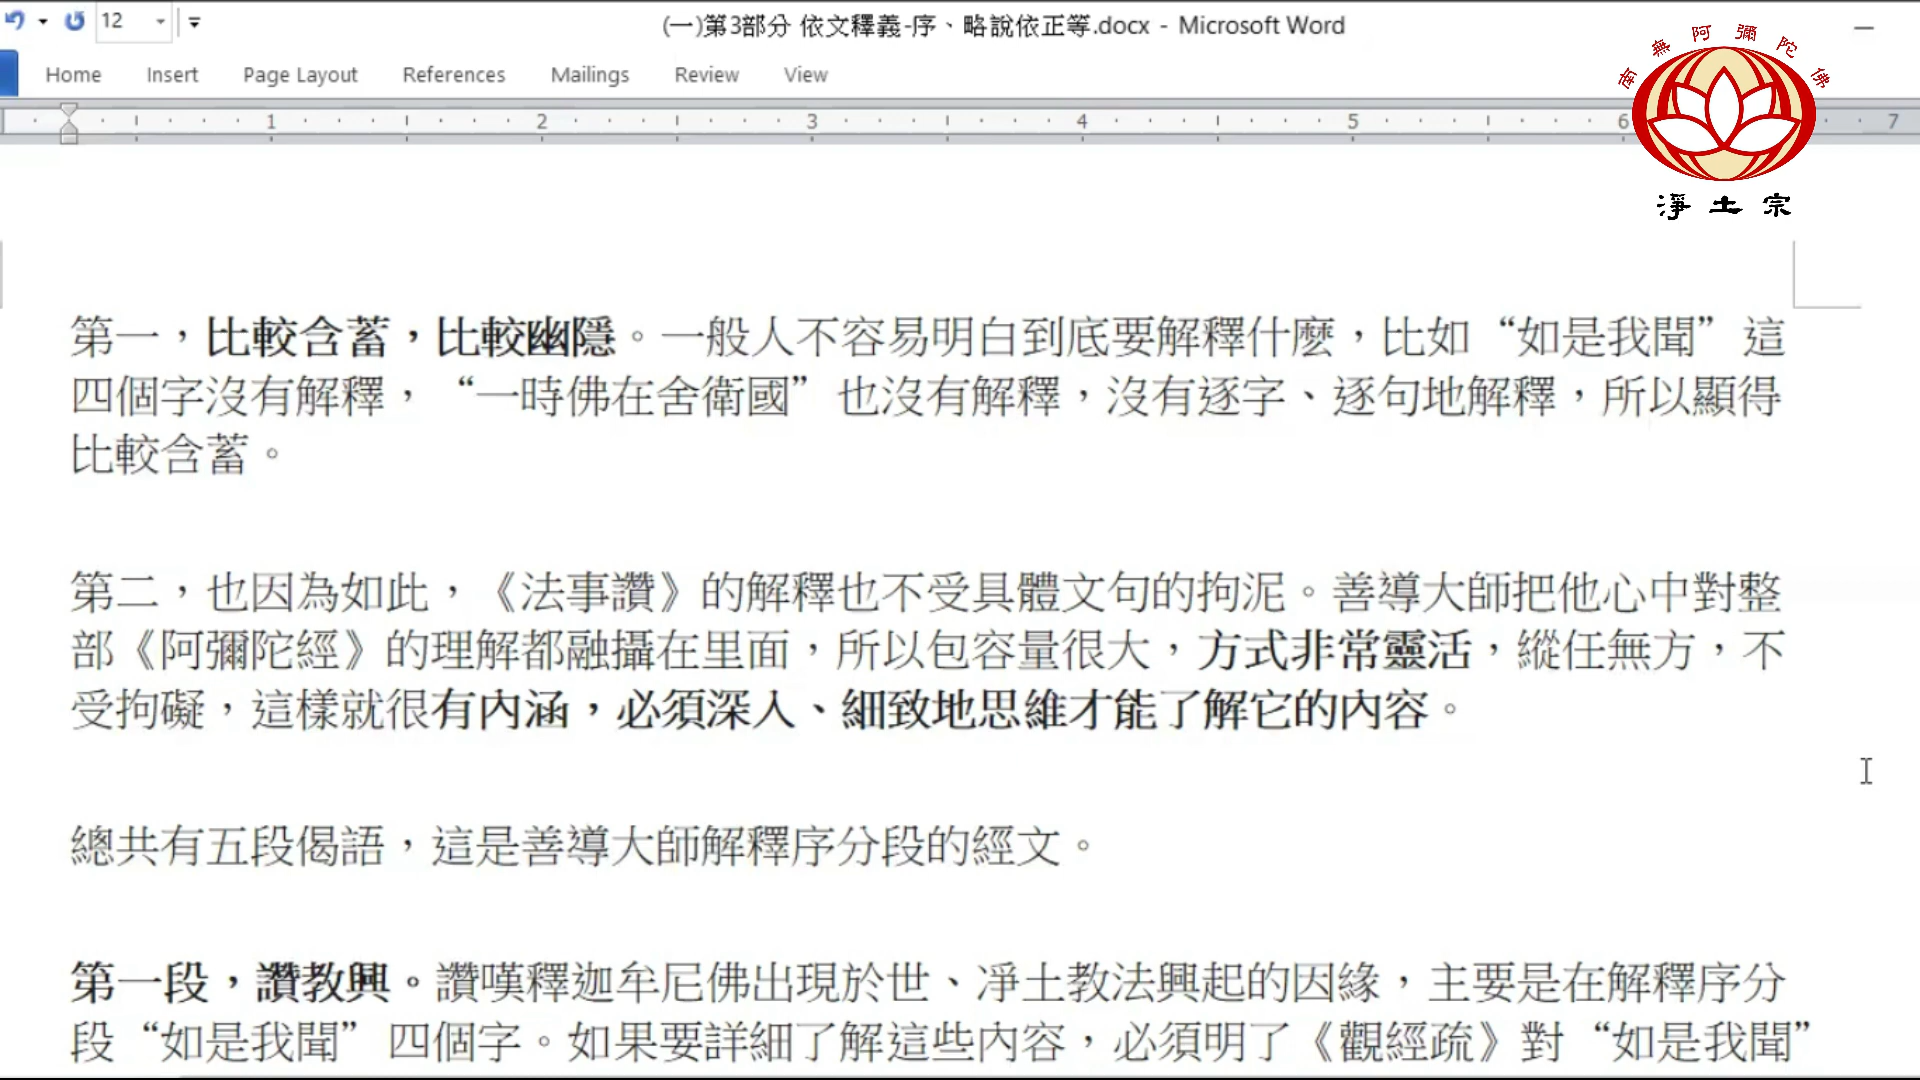 12
(一)第3部分 依文釋義-序、略說依正等.docx - Microsoft Word
南無阿彌陀佛
Home Insert Page Layout References Mailings Review View
1 2 3 4 5 6 7
淨土宗
第一，比較含蓄，比較幽隱。一般人不容易明白到底要解釋什麼，比如“如是我聞”這
四個字沒有解釋，“一時佛在舍衛國”也沒有解釋，沒有逐字、逐句地解釋，所以顯得
比較含蓄。
第二，也因為如此，《法事讚》的解釋也不受具體文句的拘泥。善導大師把他心中對整
部《阿彌陀經》的理解都融攝在里面，所以包容量很大，方式非常靈活，縱任無方，不
受拘礙，這樣就很有內涵，必須深入、細致地思維才能了解它的內容。
總共有五段偈語，這是善導大師解釋序分段的經文。
第一段，讚教興。讚嘆釋迦牟尼佛出現於世、淨土教法興起的因緣，主要是在解釋序分
段“如是我聞”四個字。如果要詳細了解這些內容，必須明了《觀經疏》對“如是我聞”